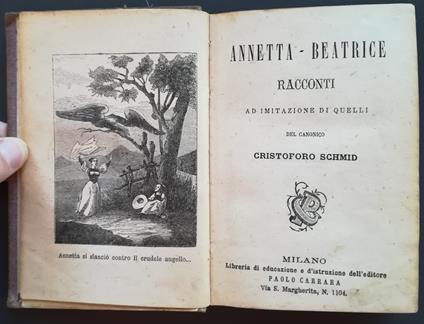 Annetta si slanciò contro il crudele augello...
ANNETTA - BEATRICE
RACCONTI
AD IMITAZIONE DI QUELLI
DEL CANONICO
CRISTOFORO SCHMID
MILANO
Libreria di educazione e d'istruzione dell'editore
PAOLO CARRARA
Via S. Margherita, N. 1104.